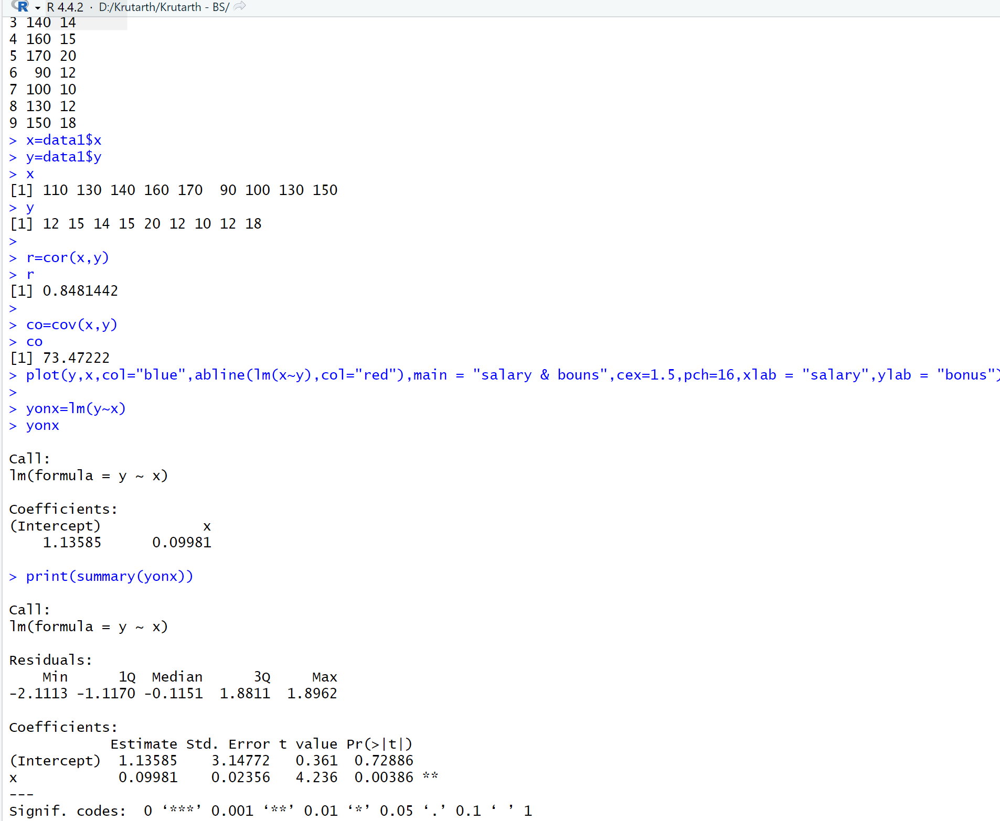 R R 4.4.2 · D:/Krutarth/Krutarth - BS/
3 140 14
4 160 15
5 170 20
6  90 12
7 100 10
8 130 12
9 150 18
> x=data1$x
> y=data1$y
> x
[1] 110 130 140 160 170  90 100 130 150
> y
[1] 12 15 14 15 20 12 10 12 18
>
> r=cor(x,y)
> r
[1] 0.8481442
>
> co=cov(x,y)
> co
[1] 73.47222
> plot(y,x,col="blue",abline(lm(x~y),col="red"),main = "salary & bouns",cex=1.5,pch=16,xlab = "salary",ylab = "bonus")
>
> yonx=lm(y~x)
> yonx
Call:
lm(formula = y ~ x)
Coefficients:
(Intercept)            x
    1.13585      0.09981
> print(summary(yonx))
Call:
lm(formula = y ~ x)
Residuals:
    Min      1Q  Median      3Q     Max
-2.1113 -1.1170 -0.1151  1.8811  1.8962
Coefficients:
            Estimate Std. Error t value Pr(>|t|)
(Intercept)  1.13585    3.14772   0.361  0.72886
x            0.09981    0.02356   4.236  0.00386 **
---
Signif. codes:  0 ‘***’ 0.001 ‘**’ 0.01 ‘*’ 0.05 ‘.’ 0.1 ‘ ’ 1